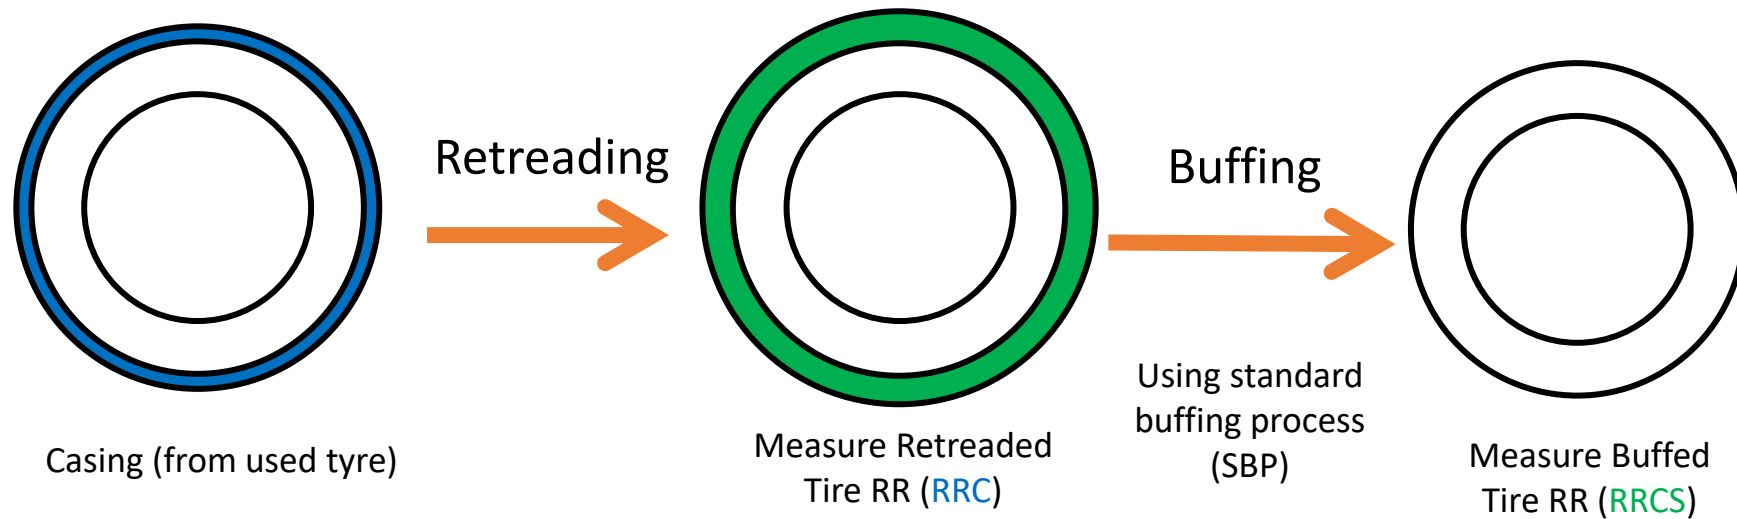 Retreading
Buffing
Casing (from used tyre)
Measure Retreaded
Tire RR (RRC)
Using standard
buffing process
(SBP)
Measure Buffed
Tire RR (RRCS)